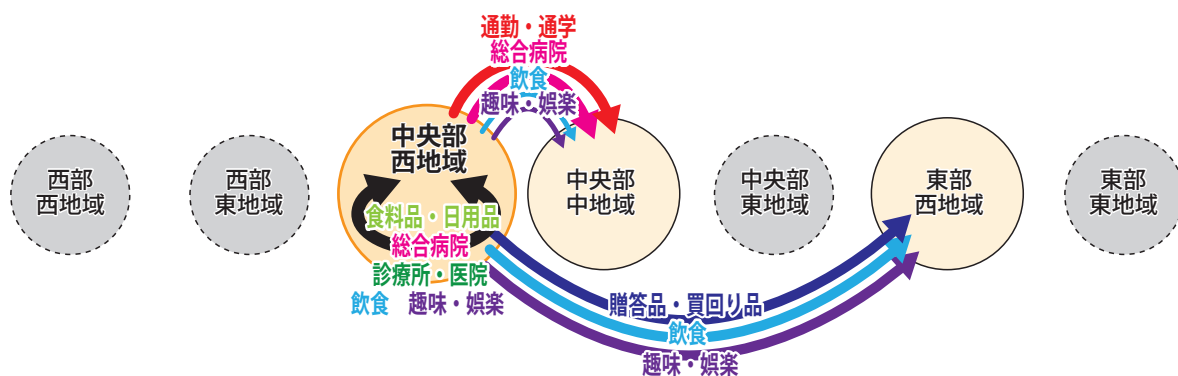 通勤・通学
総合病院
飲食
趣味・娯楽
西部
西地域
西部
東地域
中央部
西地域
中央部
中地域
中央部
東地域
東部
西地域
東部
東地域
食料品・日用品
総合病院
診療所・医院
飲食 趣味・娯楽
贈答品・買回り品
飲食
趣味・娯楽